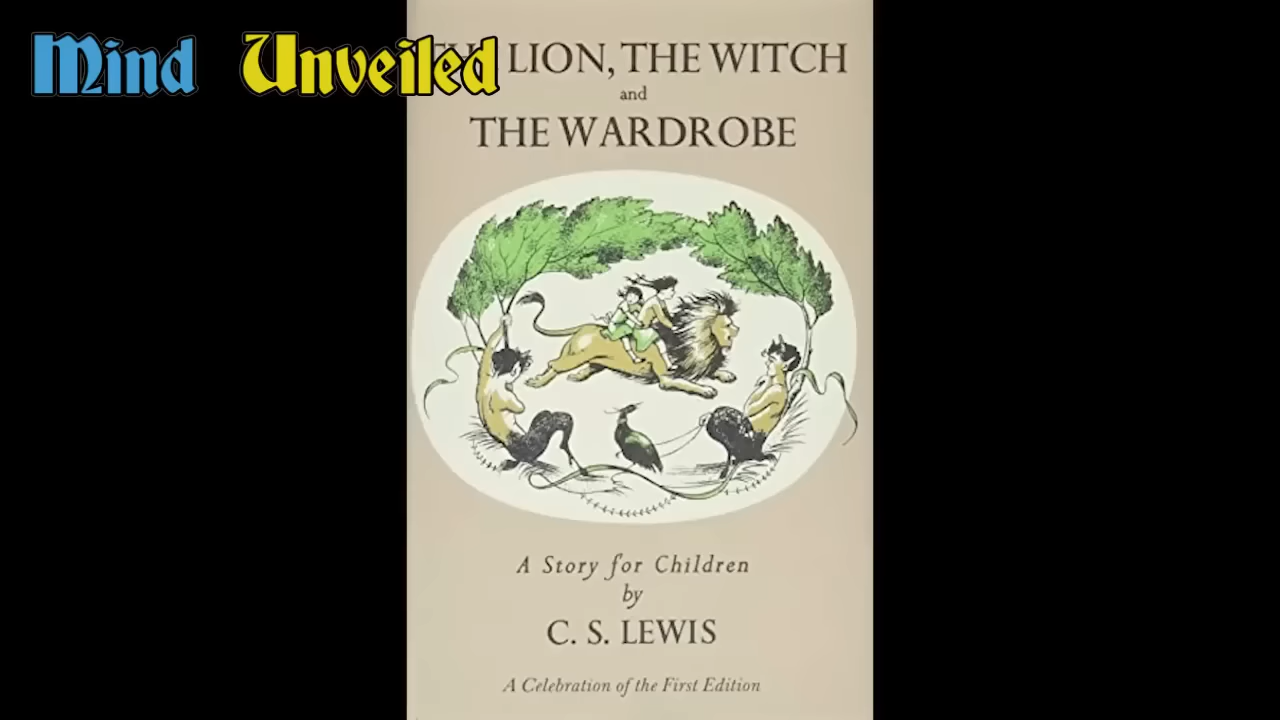 Mind Unveiled
LION, THE WITCH
and
THE WARDROBE
A Story for Children
by
C. S. LEWIS
A Celebration of the First Edition